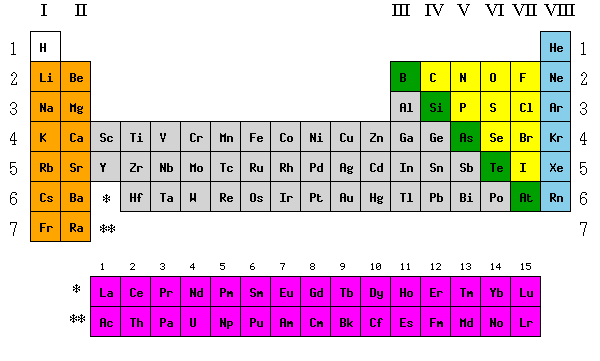 I II III IV V VI VII VIII
1 H He 1
2 Li Be B C N O F Ne 2
3 Na Mg Al Si P S Cl Ar 3
4 K Ca Sc Ti V Cr Mn Fe Co Ni Cu Zn Ga Ge As Se Br Kr 4
5 Rb Sr Y Zr Nb Mo Tc Ru Rh Pd Ag Cd In Sn Sb Te I Xe 5
6 Cs Ba * Hf Ta W Re Os Ir Pt Au Hg Tl Pb Bi Po At Rn 6
7 Fr Ra ** 7
1 2 3 4 5 6 7 8 9 10 11 12 13 14 15
* La Ce Pr Nd Pm Sm Eu Gd Tb Dy Ho Er Tm Yb Lu
** Ac Th Pa U Np Pu Am Cm Bk Cf Es Fm Md No Lr